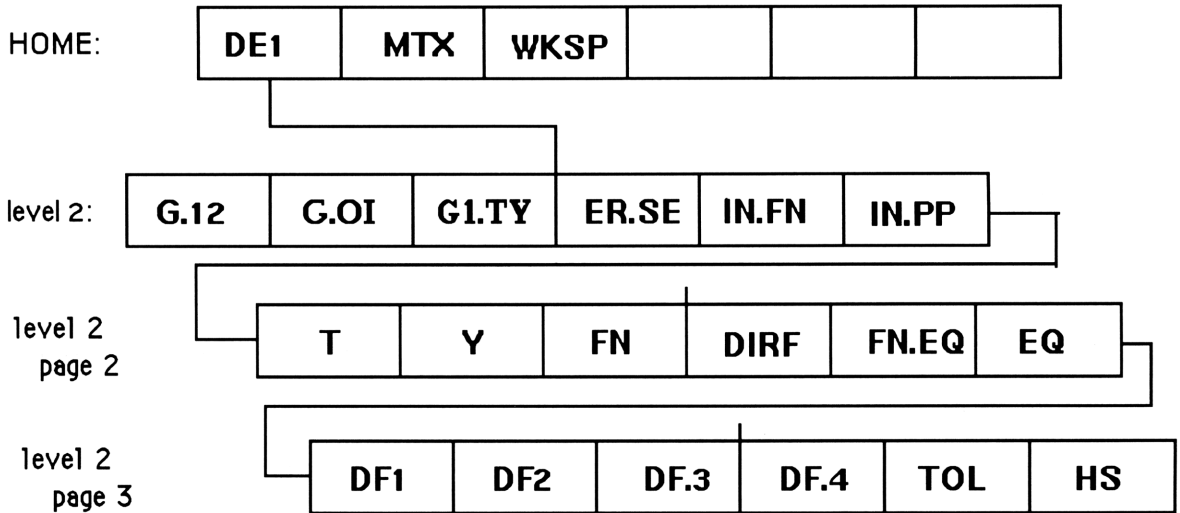 HOME: DE1 MTX WKSP
level 2: G.12 G.OI G1.TY ER.SE IN.FN IN.PP
level 2 page 2 T Y FN DIRF FN.EQ EQ
level 2 page 3 DF1 DF2 DF.3 DF.4 TOL HS